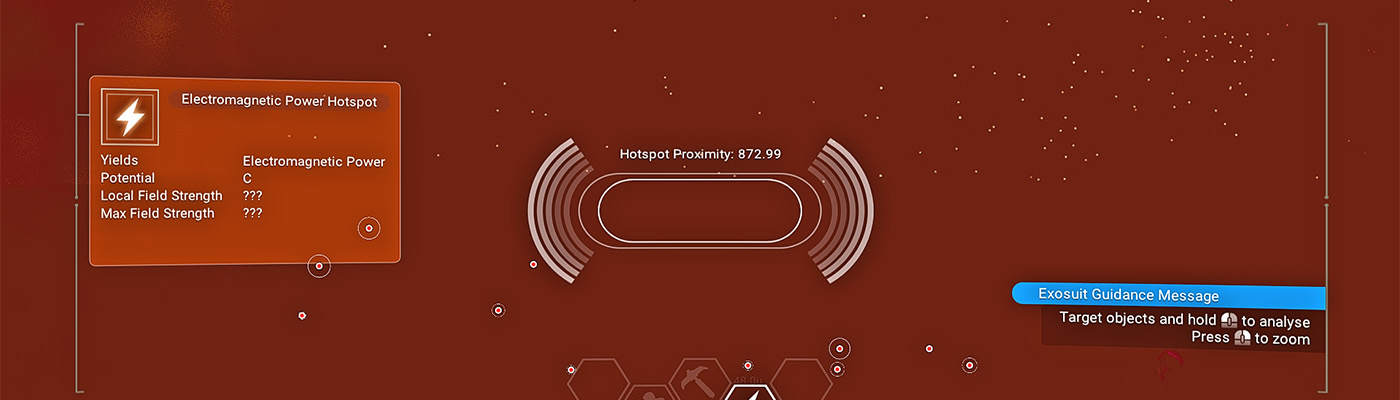 Electromagnetic Power Hotspot
Yields Electromagnetic Power
Potential C
Local Field Strength ???
Max Field Strength ???
Hotspot Proximity: 872.99
Exosuit Guidance Message
Target objects and hold to analyse
Press to zoom